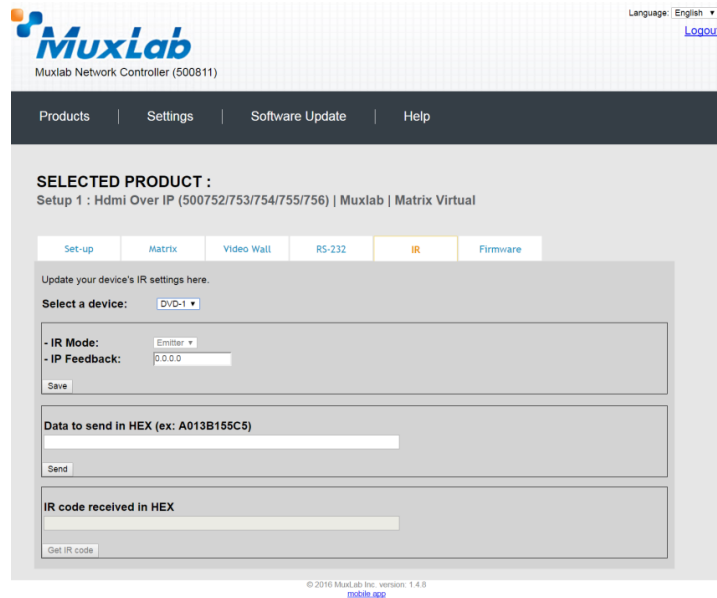 Language: English
Logout
MuxLab
Muxlab Network Controller (500811)
Products | Settings | Software Update | Help
SELECTED PRODUCT :
Setup 1 : Hdmi Over IP (500752/753/754/755/756) | Muxlab | Matrix Virtual
Set-up Matrix Video Wall RS-232 IR Firmware
Update your device's IR settings here.
Select a device: DVD-1
- IR Mode: Emitter
- IP Feedback: 0.0.0.0
Save
Data to send in HEX (ex: A013B155C5)
Send
IR code received in HEX
Get IR code
© 2016 MuxLab Inc. version: 1.4.8
mobile app